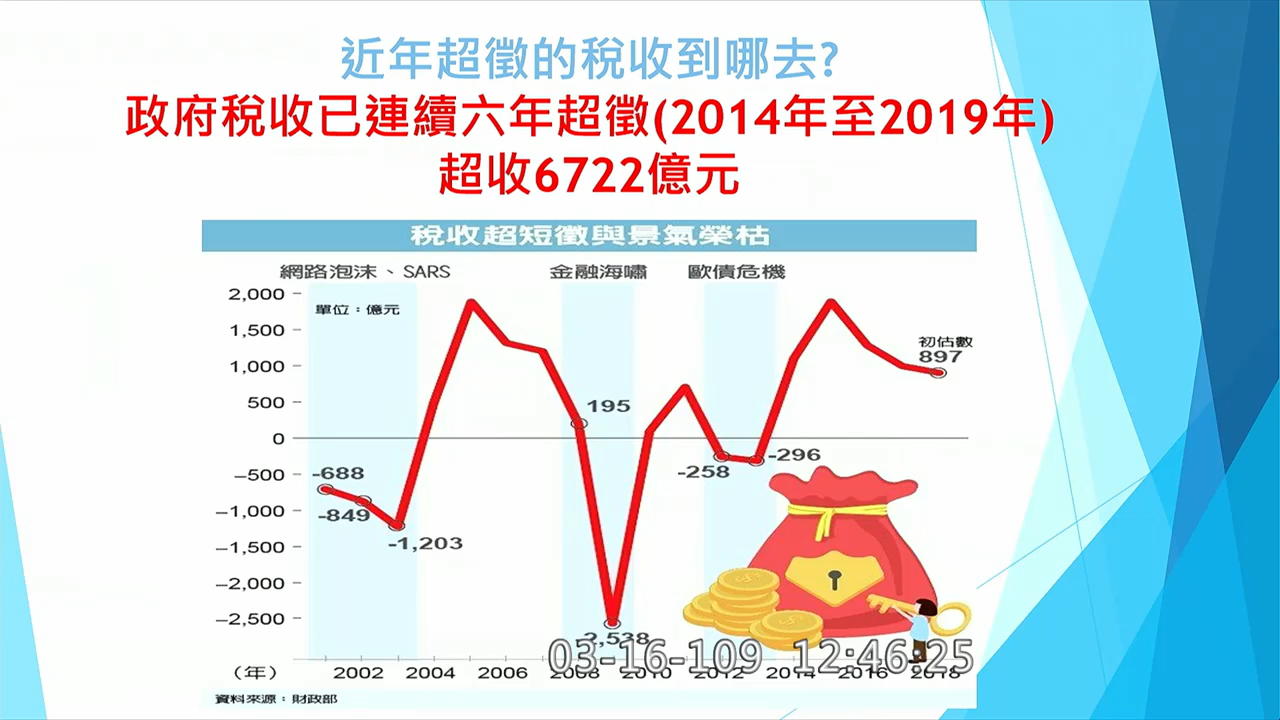 近年超徵的稅收到哪去?
政府稅收已連續六年超徵(2014年至2019年)
超收6722億元
稅收超短徵與景氣榮枯
網路泡沫、SARS 金融海嘯 歐債危機
單位：億元
2,000
1,500
1,000
500
0
–500
–1,000
–1,500
–2,000
–2,500
初估數
897
195
-688
-849
-1,203
-258
-296
-2,538
(年) 2002 2004 2006 2008 2010 2012 2014 2016 2018
03-16-109 12:46:25
資料來源：財政部